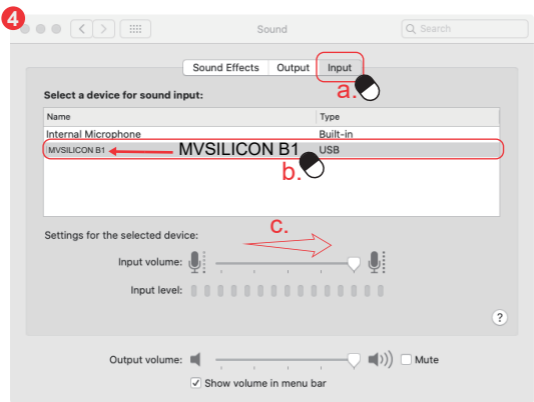 4
Sound
Search
Sound Effects Output Input
a.
Select a device for sound input:
Name Type
Internal Microphone Built-in
MVSILICON B1 MVSILICON B1 USB
b.
c.
Settings for the selected device:
Input volume:
Input level:
?
Output volume: Mute
Show volume in menu bar